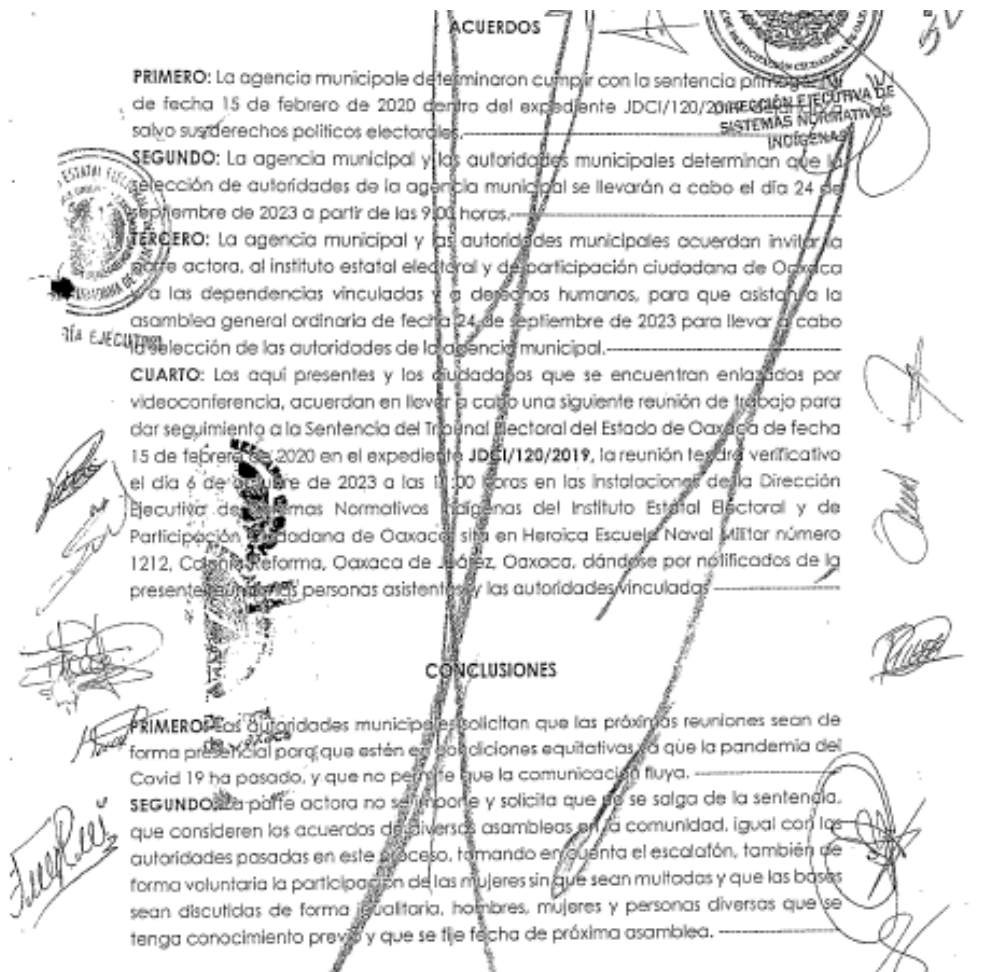 ACUERDOS
PRIMERO: La agencia municipale determinaron cumplir con la sentencia
de fecha 15 de febrero de 2020 dentro del expediente
salvo sus derechos políticos electorales.
DIRECCIÓN EJECUTIVA DE
SISTEMAS NORMATIVOS
INDÍGENAS
SEGUNDO: La agencia municipal y las autoridades municipales determinan que la
selección de autoridades de la agencia municipal se llevarán a cabo el día 24 de
septiembre de 2023 a partir de las 9:00 horas.
TERCERO: La agencia municipal y las autoridades municipales acuerdan invitar la
parte actora, al instituto estatal electoral y de participación ciudadana de Oaxaca
y a las dependencias vinculadas y a derechos humanos, para que asistan a la
asamblea general ordinaria de fecha 24 de septiembre de 2023 para llevar a cabo
la selección de las autoridades de la agencia municipal.
CUARTO: Los aquí presentes y los ciudadanos que se encuentran enlazados por
videoconferencia, acuerdan en llevar a cabo una siguiente reunión de trabajo para
dar seguimiento a la Sentencia del Tribunal Electoral del Estado de Oaxaca de fecha
15 de febrero de 2020 en el expediente JDCI/120/2019, la reunión tendrá verificativo
el día 6 de octubre de 2023 a las horas en las instalaciones de la Dirección
Ejecutiva de Sistemas Normativos Indígenas del Instituto Estatal Electoral y de
Participación Ciudadana de Oaxaca, sita en Heroica Escuela Naval Militar número
1212, Colonia Reforma, Oaxaca de Juárez, Oaxaca, dándose por notificados de la
presente personas asistentes y las autoridades vinculadas
CONCLUSIONES
PRIMERO: Las autoridades municipales solicitan que las próximas reuniones sean de
forma presencial para que estén en condiciones equitativas ya que la pandemia del
Covid 19 ha pasado, y que no permite que la comunicación fluya.
SEGUNDO: La parte actora no se impone y solicita que no se salga de la sentencia,
que consideren los acuerdos de diversas asambleas en la comunidad, igual con las
autoridades pasadas en este proceso, tomando en cuenta el escalafón, también de
forma voluntaria la participación de las mujeres sin que sean multadas y que las bases
sean discutidas de forma igualitaria, hombres, mujeres y personas diversas que se
tenga conocimiento previo y que se fije fecha de próxima asamblea.